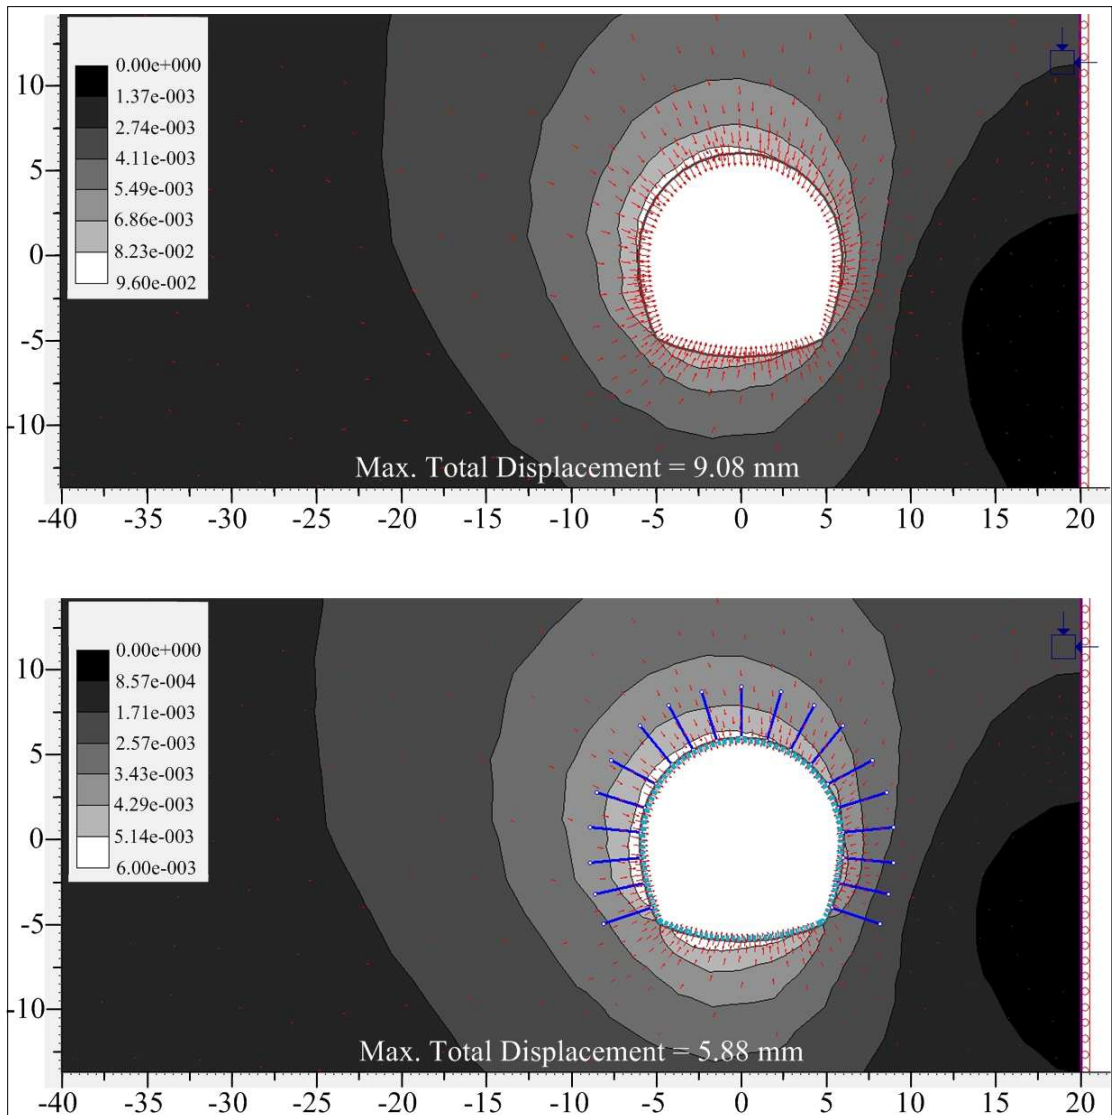 0.00e+000
1.37e-003
2.74e-003
4.11e-003
5.49e-003
6.86e-003
8.23e-002
9.60e-002
10
5
0
-5
-10
Max. Total Displacement = 9.08 mm
-40 -35 -30 -25 -20 -15 -10 -5 0 5 10 15 20
0.00e+000
8.57e-004
1.71e-003
2.57e-003
3.43e-003
4.29e-003
5.14e-003
6.00e-003
10
5
0
-5
-10
Max. Total Displacement = 5.88 mm
-40 -35 -30 -25 -20 -15 -10 -5 0 5 10 15 20